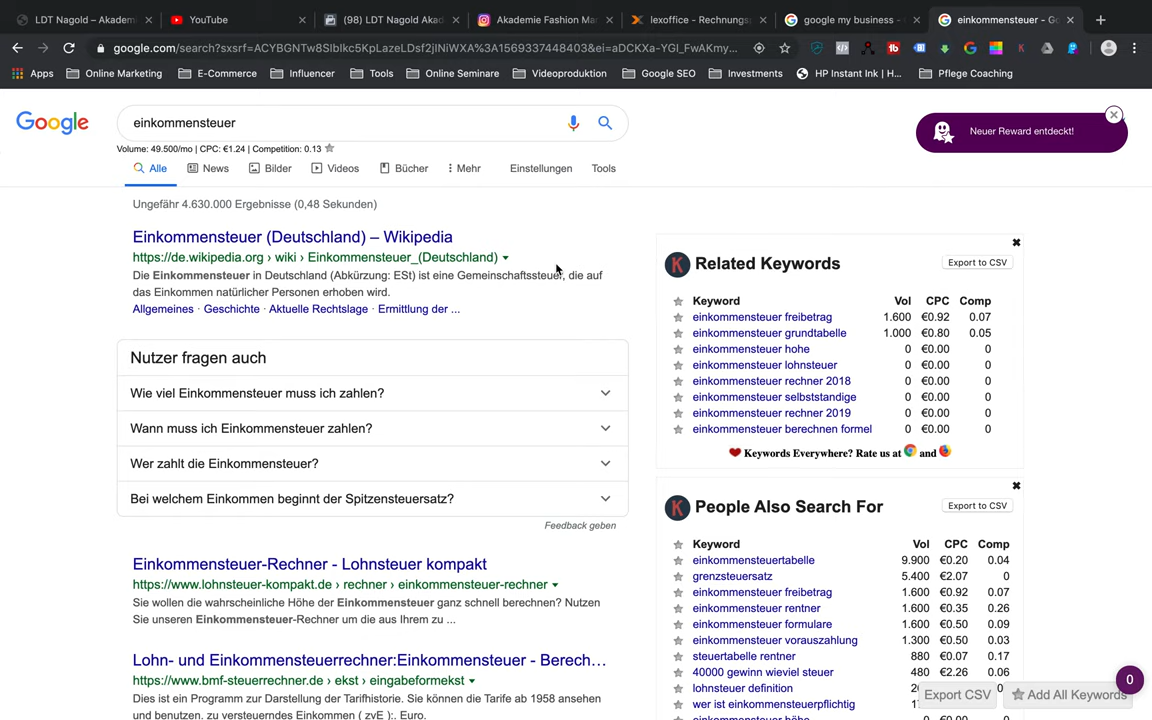 LDT Nagold – Akadem
YouTube
(98) LDT Nagold Akad
Akademie Fashion Man
lexoffice - Rechnungs
google my business -
einkommensteuer - Go
google.com/search?sxsrf=ACYBGNTw8SIblkc5KpLazeLDsf2jlNiWXA%3A1569337448403&ei=aDCKXa-YGI_FwAKmy...
Apps
Online Marketing
E-Commerce
Influencer
Tools
Online Seminare
Videoproduktion
Google SEO
Investments
HP Instant Ink | H...
Pflege Coaching
Google
einkommensteuer
Neuer Reward entdeckt!
Volume: 49.500/mo | CPC: €1.24 | Competition: 0.13
Alle
News
Bilder
Videos
Bücher
Mehr
Einstellungen
Tools
Ungefähr 4.630.000 Ergebnisse (0,48 Sekunden)
Einkommensteuer (Deutschland) – Wikipedia
https://de.wikipedia.org › wiki › Einkommensteuer_(Deutschland)
Die Einkommensteuer in Deutschland (Abkürzung: ESt) ist eine Gemeinschaftssteuer, die auf
das Einkommen natürlicher Personen erhoben wird.
Allgemeines · Geschichte · Aktuelle Rechtslage · Ermittlung der ...
Nutzer fragen auch
Wie viel Einkommensteuer muss ich zahlen?
Wann muss ich Einkommensteuer zahlen?
Wer zahlt die Einkommensteuer?
Bei welchem Einkommen beginnt der Spitzensteuersatz?
Feedback geben
Einkommensteuer-Rechner - Lohnsteuer kompakt
https://www.lohnsteuer-kompakt.de › rechner › einkommensteuer-rechner
Sie wollen die wahrscheinliche Höhe der Einkommensteuer ganz schnell berechnen? Nutzen
Sie unseren Einkommensteuer-Rechner um die aus Ihrem zu ...
Lohn- und Einkommensteuerrechner:Einkommensteuer - Berech...
https://www.bmf-steuerrechner.de › ekst › eingabeformekst
Dies ist ein Programm zur Darstellung der Tarifhistorie. Sie können die Tarife ab 1958 ansehen
und benutzen. zu versteuerndes Einkommen ( zvE ): Euro.
K Related Keywords
Export to CSV
Keyword Vol CPC Comp
einkommensteuer freibetrag 1.600 €0.92 0.07
einkommensteuer grundtabelle 1.000 €0.80 0.05
einkommensteuer hohe 0 €0.00 0
einkommensteuer lohnsteuer 0 €0.00 0
einkommensteuer rechner 2018 0 €0.00 0
einkommensteuer selbststandige 0 €0.00 0
einkommensteuer rechner 2019 0 €0.00 0
einkommensteuer berechnen formel 0 €0.00 0
Keywords Everywhere? Rate us at and
K People Also Search For
Export to CSV
Keyword Vol CPC Comp
einkommensteuertabelle 9.900 €0.20 0.04
grenzsteuersatz 5.400 €2.07 0
einkommensteuer freibetrag 1.600 €0.92 0.07
einkommensteuer rentner 1.600 €0.35 0.26
einkommensteuer formulare 1.600 €0.50 0.09
einkommensteuer vorauszahlung 1.300 €0.50 0.03
steuertabelle rentner 880 €0.07 0.17
40000 gewinn wieviel steuer 480 €2.26 0.06
lohnsteuer definition
wer ist einkommensteuerpflichtig
einkommensteuer höhe
Export CSV
Add All Keywords
0